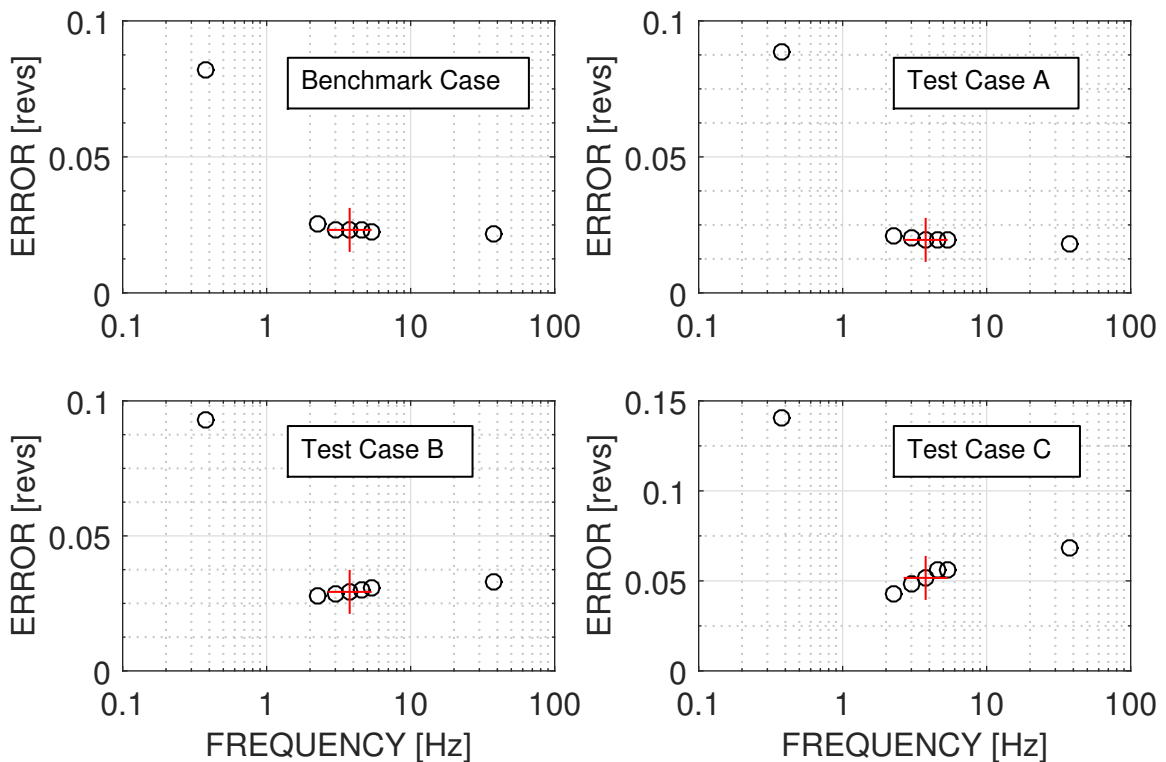 0.1
0.05
0
ERROR [revs]
Benchmark Case
0.1 1 10 100
0.1
0.05
0
ERROR [revs]
Test Case A
0.1 1 10 100
0.1
0.05
0
ERROR [revs]
Test Case B
0.1 1 10 100
FREQUENCY [Hz]
0.15
0.1
0.05
0
ERROR [revs]
Test Case C
0.1 1 10 100
FREQUENCY [Hz]